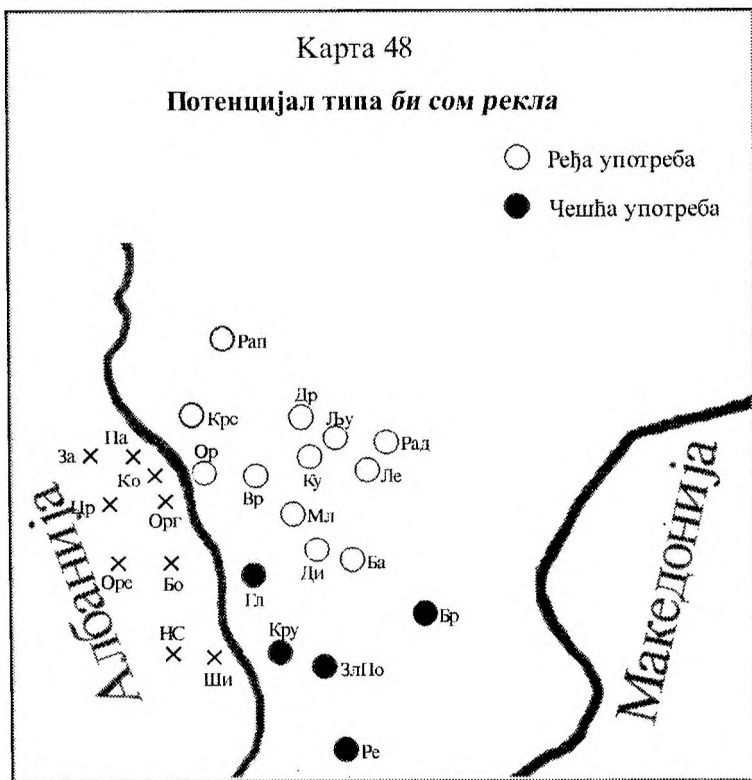 Карта 48
Потенцијал типа би сом рекла
Ређа употреба
Чешћа употреба
Рап
Крс
Др
Љу
Рад
Па
За
Ор
Ко
Ку
Ле
Вр
Цр
Орг
Мл
Ди
Ба
Оре
Бо
Гл
Бр
НС
Кру
Ши
ЗлПо
Ре
Албанија
Македонија